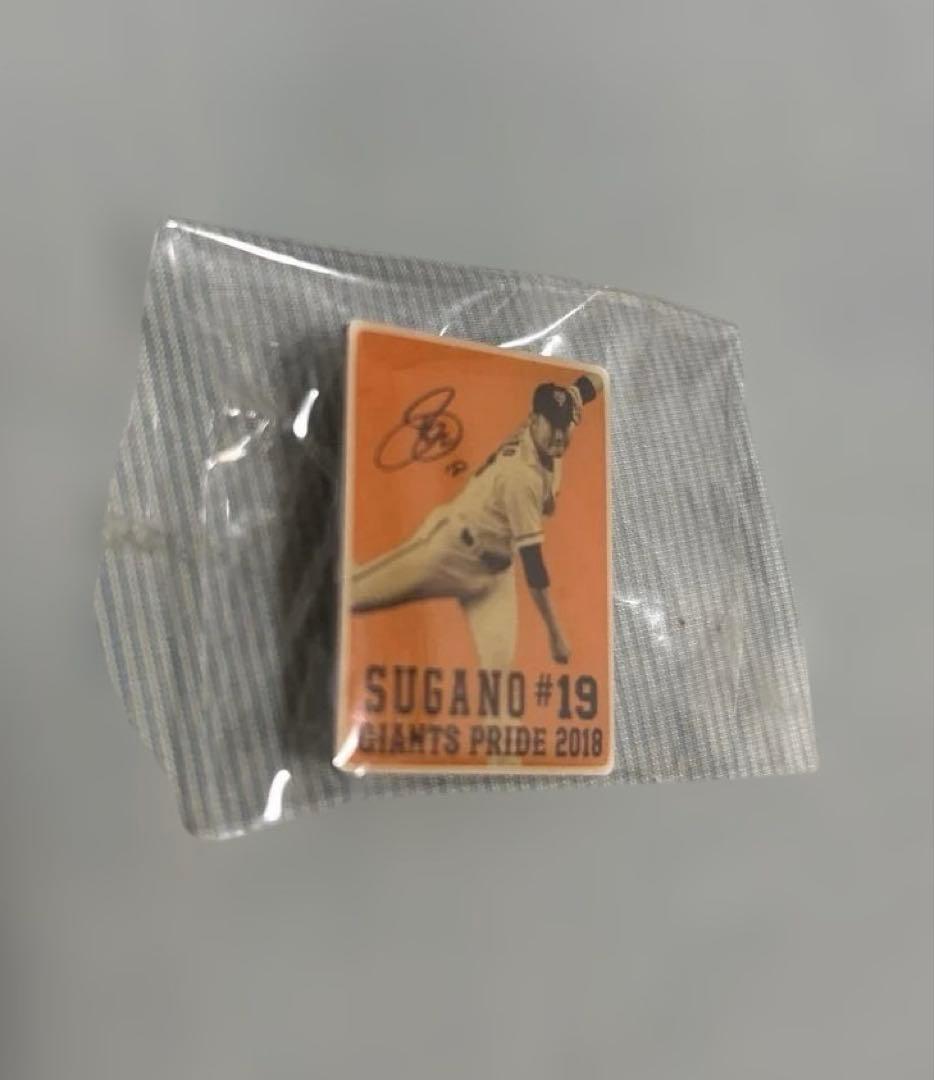 SUGANO #19
GIANTS PRIDE 2018